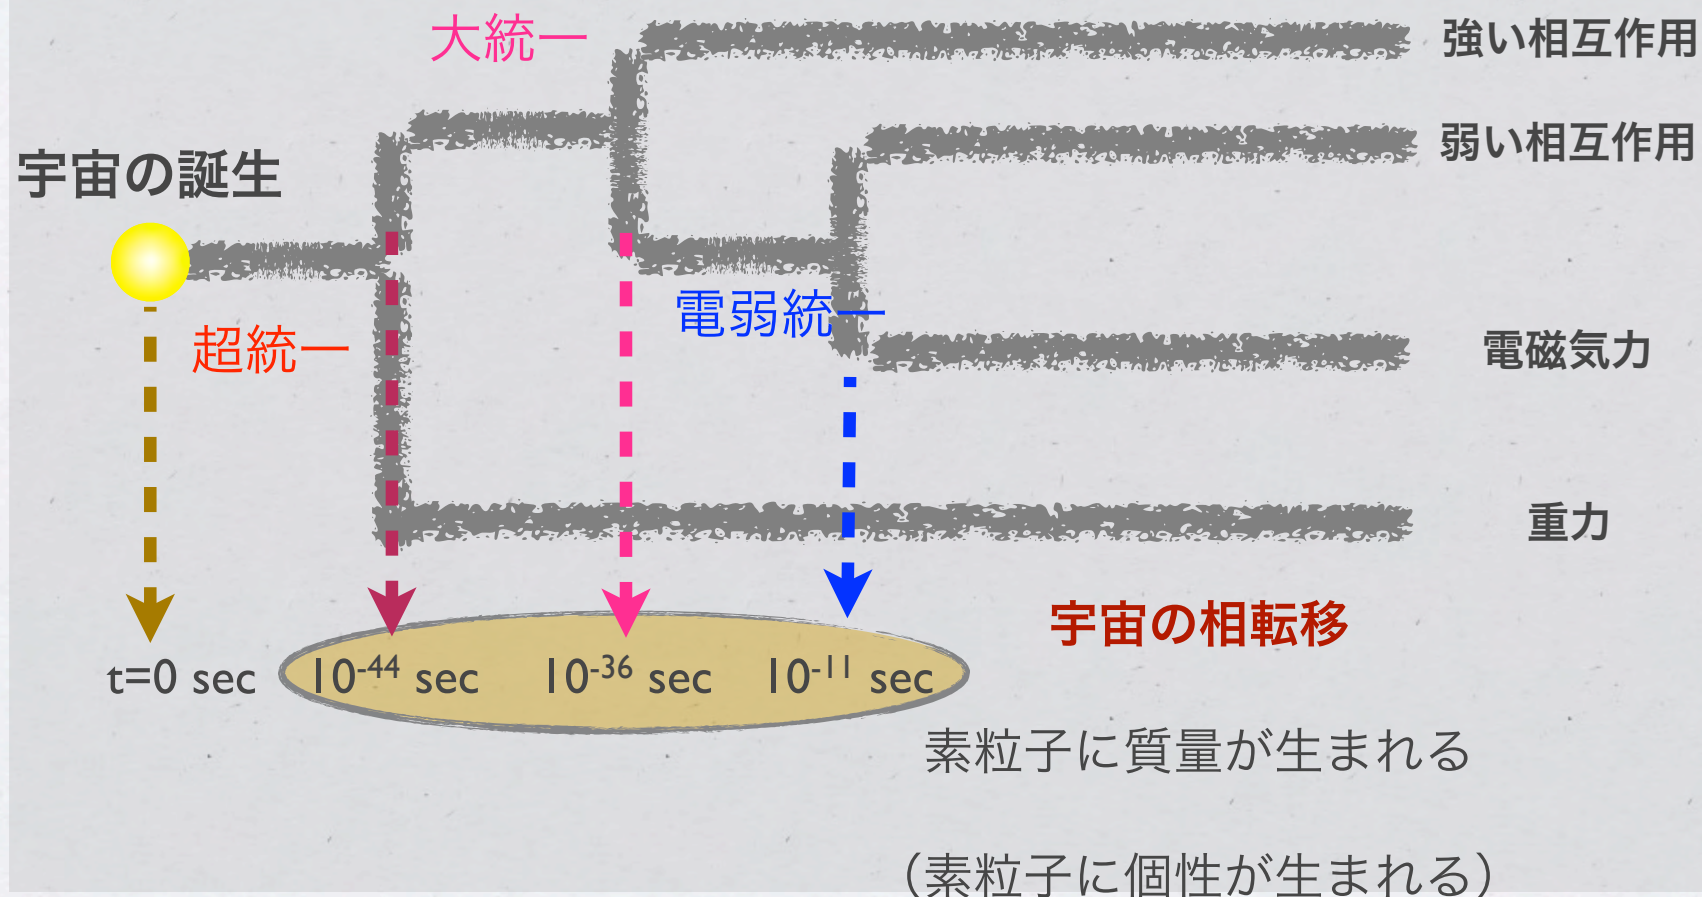 大統一
強い相互作用
弱い相互作用
宇宙の誕生
電弱統一
超統一
電磁気力
重力
宇宙の相転移
t=0 sec 10⁻⁴⁴ sec 10⁻³⁶ sec 10⁻¹¹ sec
素粒子に質量が生まれる
（素粒子に個性が生まれる）